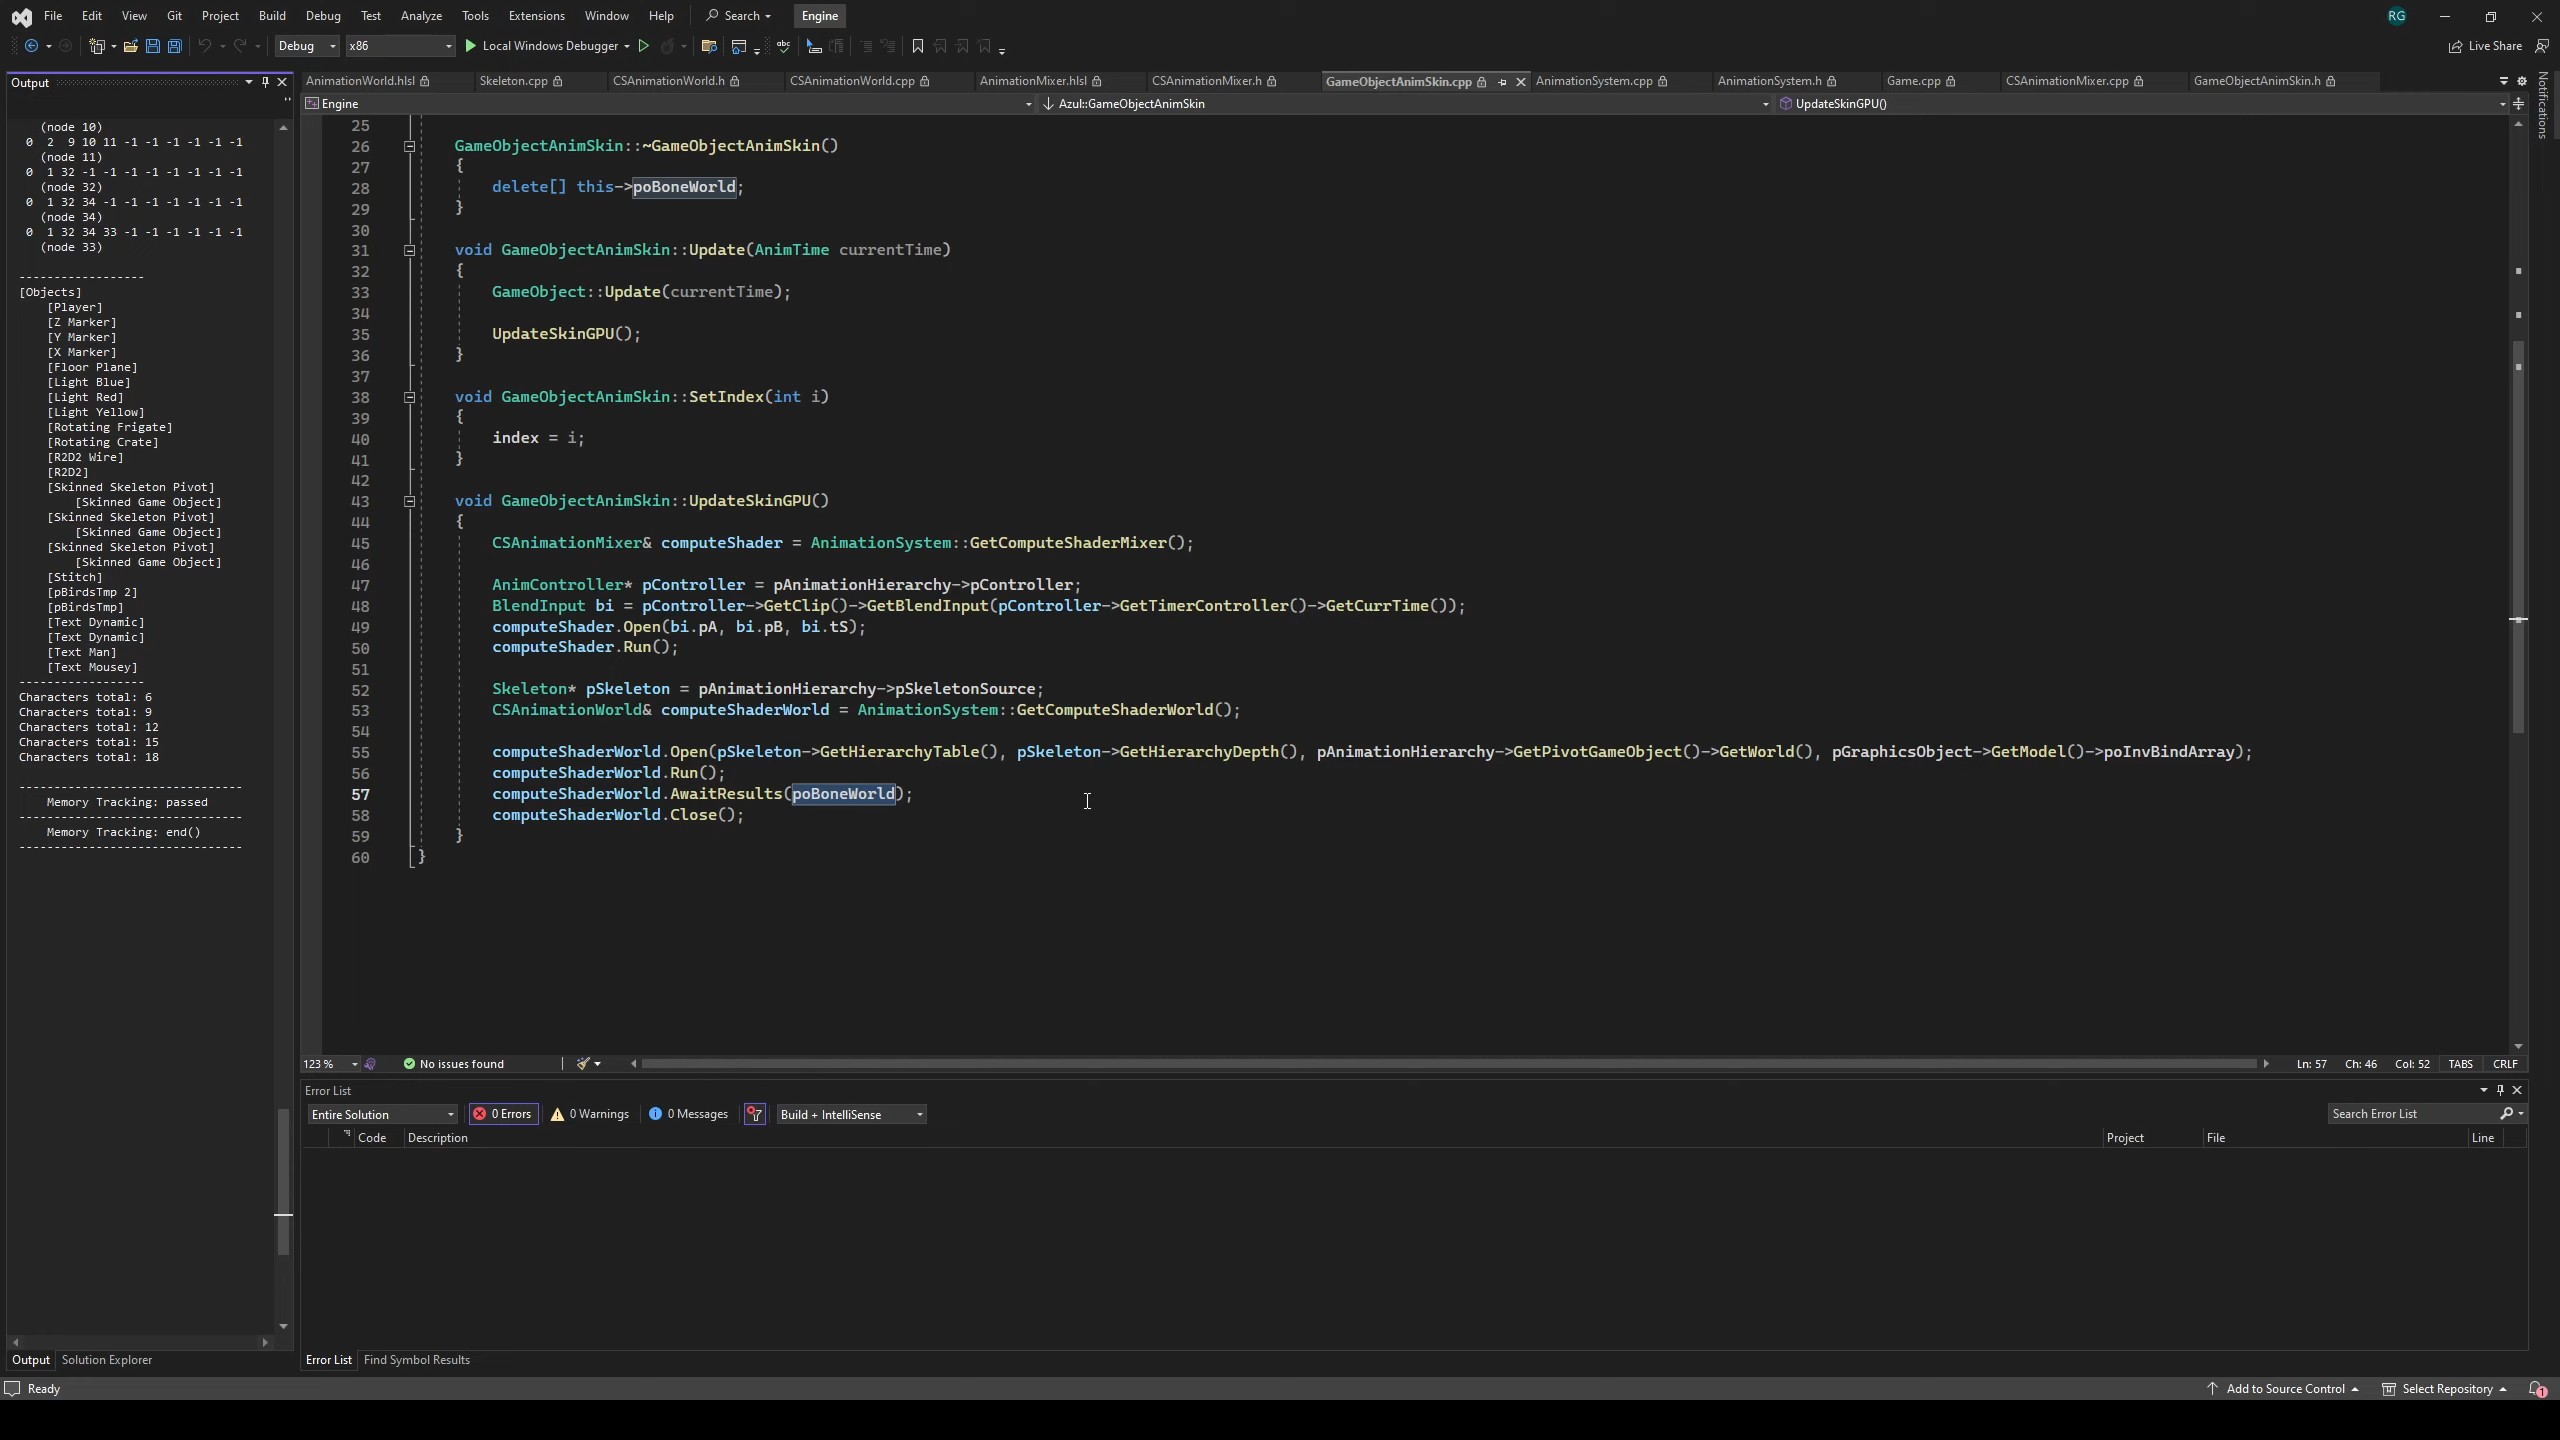 File Edit View Git Project Build Debug Test Analyze Tools Extensions Window Help Search Engine RG
Debug x86 Local Windows Debugger Live Share
Output
(node 10)
0 2 9 10 11 -1 -1 -1 -1 -1 -1
(node 11)
0 1 32 -1 -1 -1 -1 -1 -1 -1
(node 32)
0 1 32 34 -1 -1 -1 -1 -1 -1
(node 34)
0 1 32 34 33 -1 -1 -1 -1 -1
(node 33)
------------------
[Objects]
[Player]
[Z Marker]
[Y Marker]
[X Marker]
[Floor Plane]
[Light Blue]
[Light Red]
[Light Yellow]
[Rotating Frigate]
[Rotating Crate]
[R2D2 Wire]
[R2D2]
[Skinned Skeleton Pivot]
[Skinned Game Object]
[Skinned Skeleton Pivot]
[Skinned Game Object]
[Skinned Skeleton Pivot]
[Skinned Game Object]
[Stitch]
[pBirdsTmp 2]
[pBirdsTmp]
[Text Dynamic]
[Text Dynamic]
[Text Man]
[Text Mousey]
------------------
Characters total: 6
Characters total: 9
Characters total: 12
Characters total: 15
Characters total: 18
--------------------------------
Memory Tracking: passed
--------------------------------
Memory Tracking: end()
--------------------------------
Output Solution Explorer
AnimationWorld.hlsl Skeleton.cpp CSAnimationWorld.h CSAnimationWorld.cpp AnimationMixer.hlsl CSAnimationMixer.h GameObjectAnimSkin.cpp AnimationSystem.cpp AnimationSystem.h Game.cpp CSAnimationMixer.cpp GameObjectAnimSkin.h
Engine Azul::GameObjectAnimSkin UpdateSkinGPU()
25
26 GameObjectAnimSkin::~GameObjectAnimSkin()
27 {
28 delete[] this->poBoneWorld;
29 }
30
31 void GameObjectAnimSkin::Update(AnimTime currentTime)
32 {
33 GameObject::Update(currentTime);
34
35 UpdateSkinGPU();
36 }
37
38 void GameObjectAnimSkin::SetIndex(int i)
39 {
40 index = i;
41 }
42
43 void GameObjectAnimSkin::UpdateSkinGPU()
44 {
45 CSAnimationMixer& computeShader = AnimationSystem::GetComputeShaderMixer();
46
47 AnimController* pController = pAnimationHierarchy->pController;
48 BlendInput bi = pController->GetClip()->GetBlendInput(pController->GetTimerController()->GetCurrTime());
49 computeShader.Open(bi.pA, bi.pB, bi.tS);
50 computeShader.Run();
51
52 Skeleton* pSkeleton = pAnimationHierarchy->pSkeletonSource;
53 CSAnimationWorld& computeShaderWorld = AnimationSystem::GetComputeShaderWorld();
54
55 computeShaderWorld.Open(pSkeleton->GetHierarchyTable(), pSkeleton->GetHierarchyDepth(), pAnimationHierarchy->GetPivotGameObject()->GetWorld(), pGraphicsObject->GetModel()->poInvBindArray);
56 computeShaderWorld.Run();
57 computeShaderWorld.AwaitResults(poBoneWorld);
58 computeShaderWorld.Close();
59 }
60 }
123 % No issues found Ln: 57 Ch: 46 Col: 52 TABS CRLF
Error List
Entire Solution 0 Errors 0 Warnings 0 Messages Build + IntelliSense Search Error List
Code Description Project File Line
Error List Find Symbol Results
Notifications
Ready Add to Source Control Select Repository 1